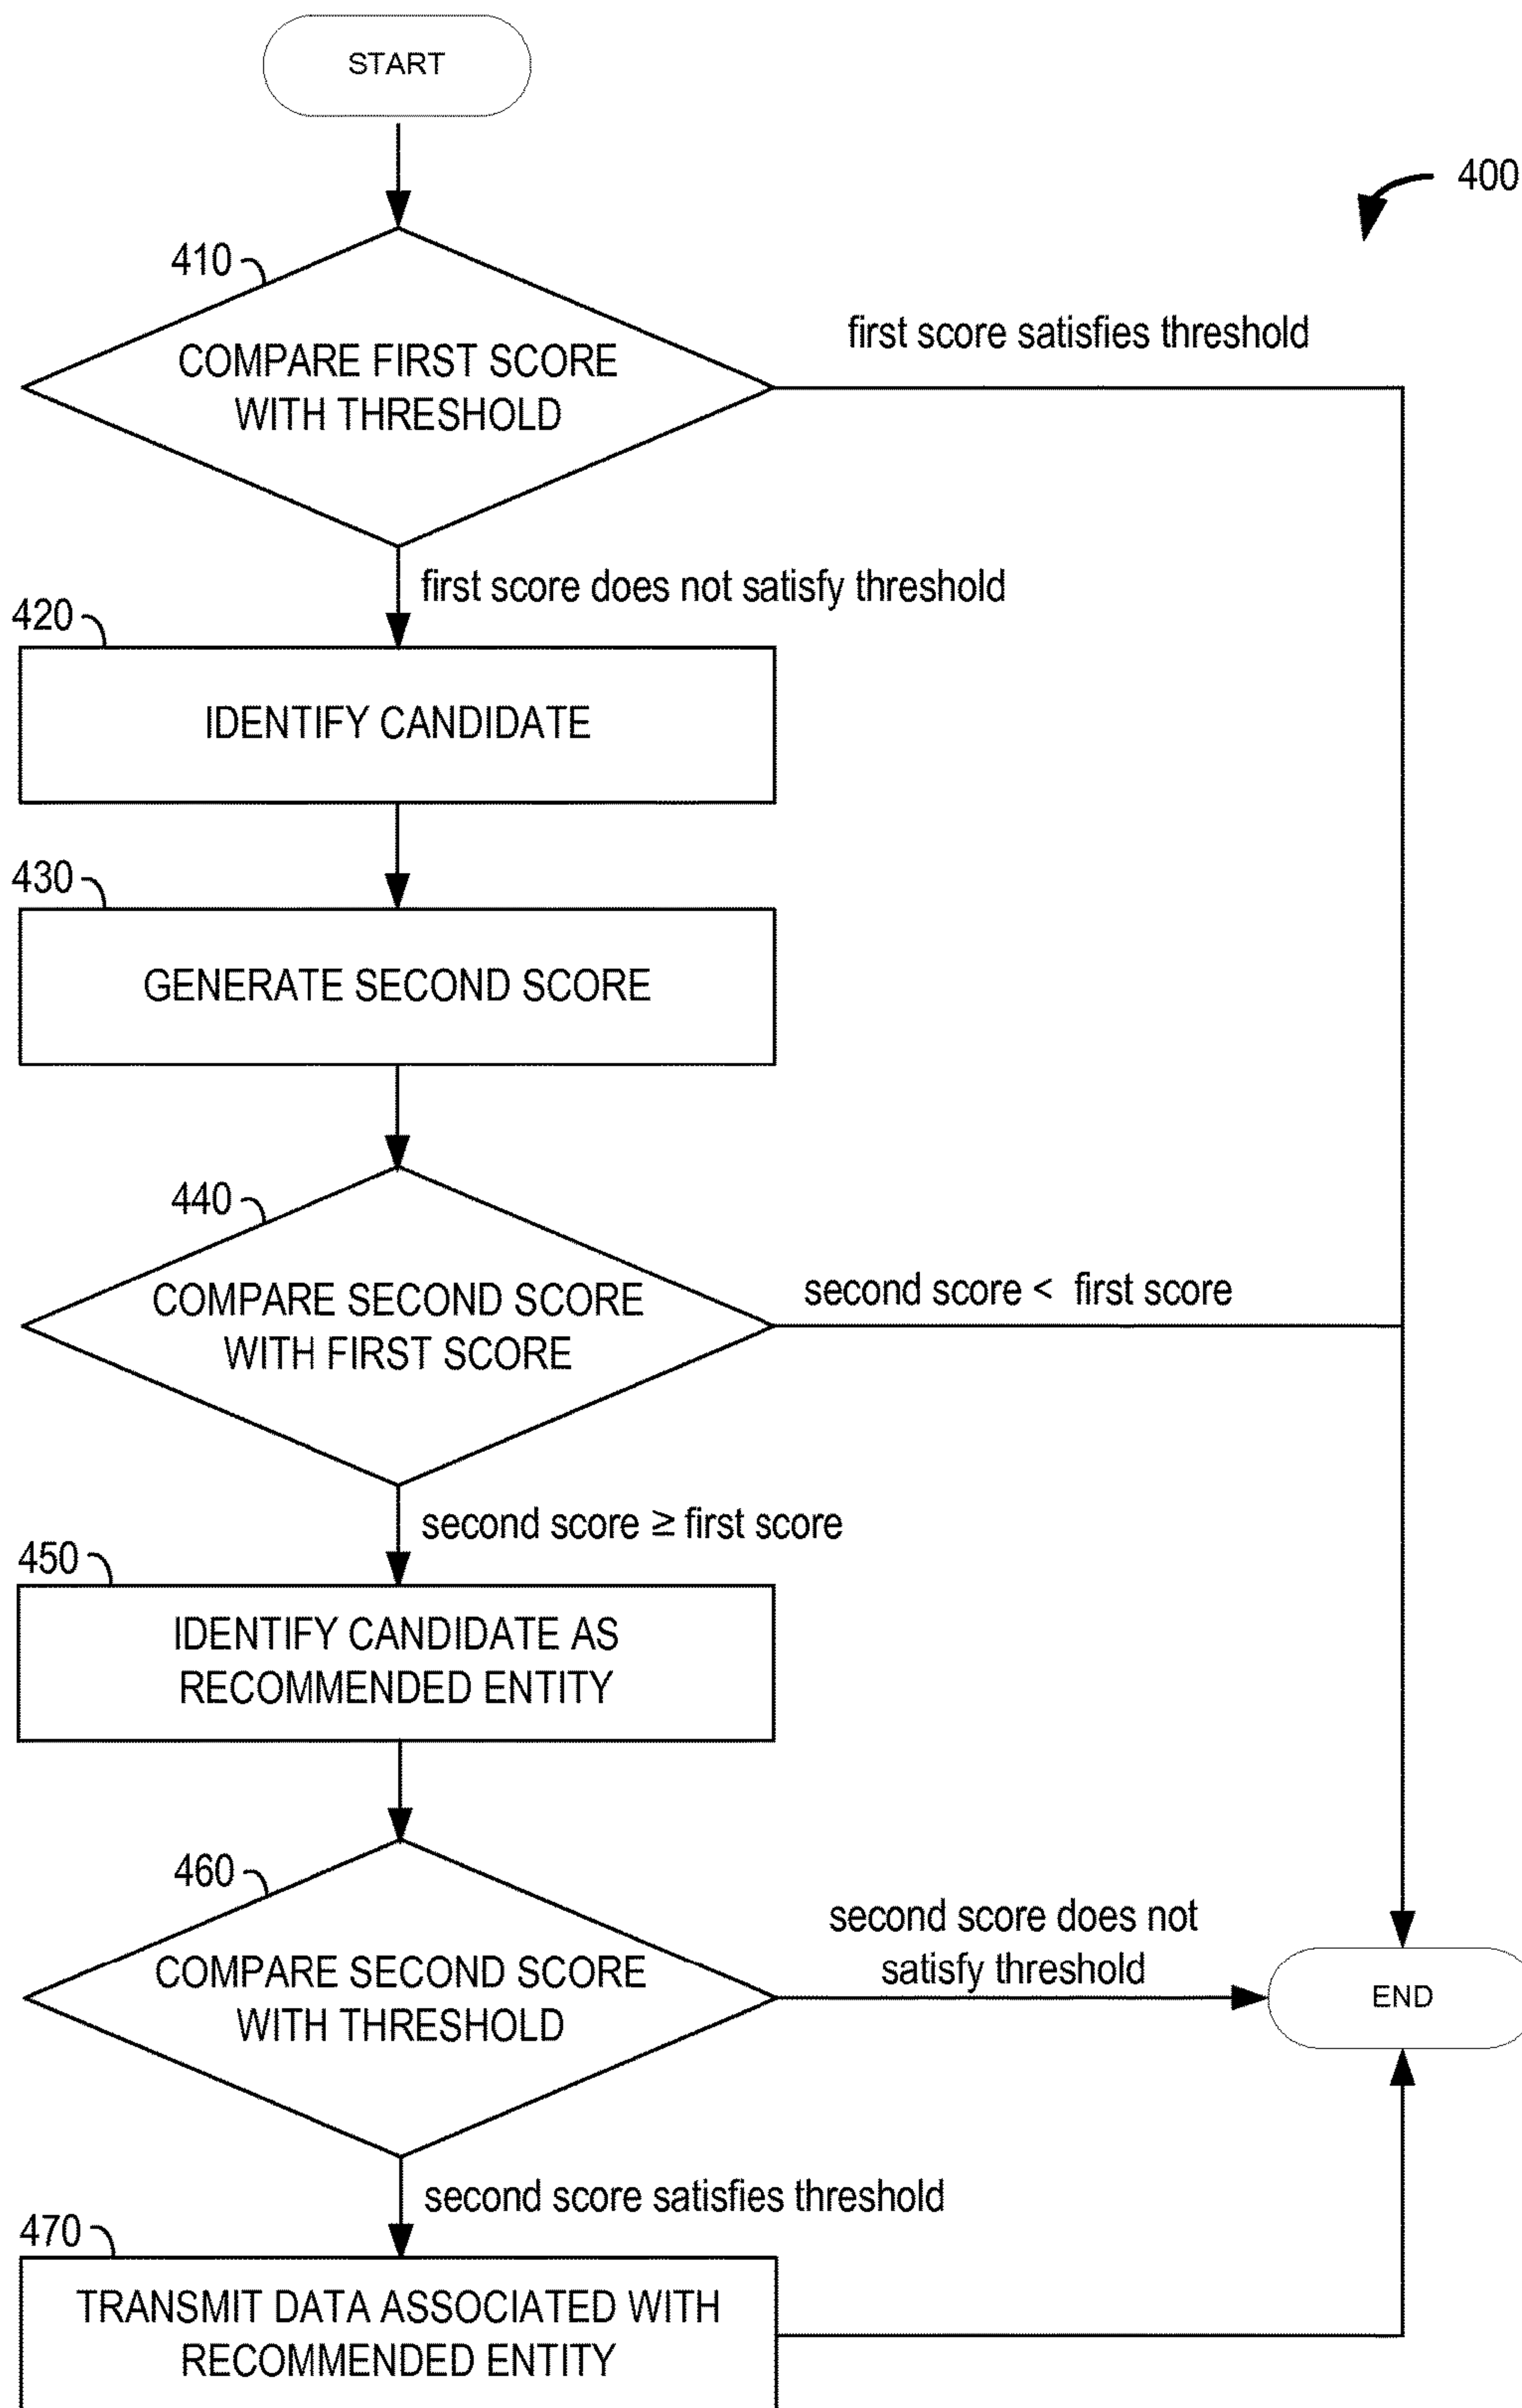 START
400
410
COMPARE FIRST SCORE
WITH THRESHOLD
first score satisfies threshold
first score does not satisfy threshold
420
IDENTIFY CANDIDATE
430
GENERATE SECOND SCORE
440
COMPARE SECOND SCORE
WITH FIRST SCORE
second score < first score
second score ≥ first score
450
IDENTIFY CANDIDATE AS
RECOMMENDED ENTITY
460
COMPARE SECOND SCORE
WITH THRESHOLD
second score does not
satisfy threshold
END
second score satisfies threshold
470
TRANSMIT DATA ASSOCIATED WITH
RECOMMENDED ENTITY